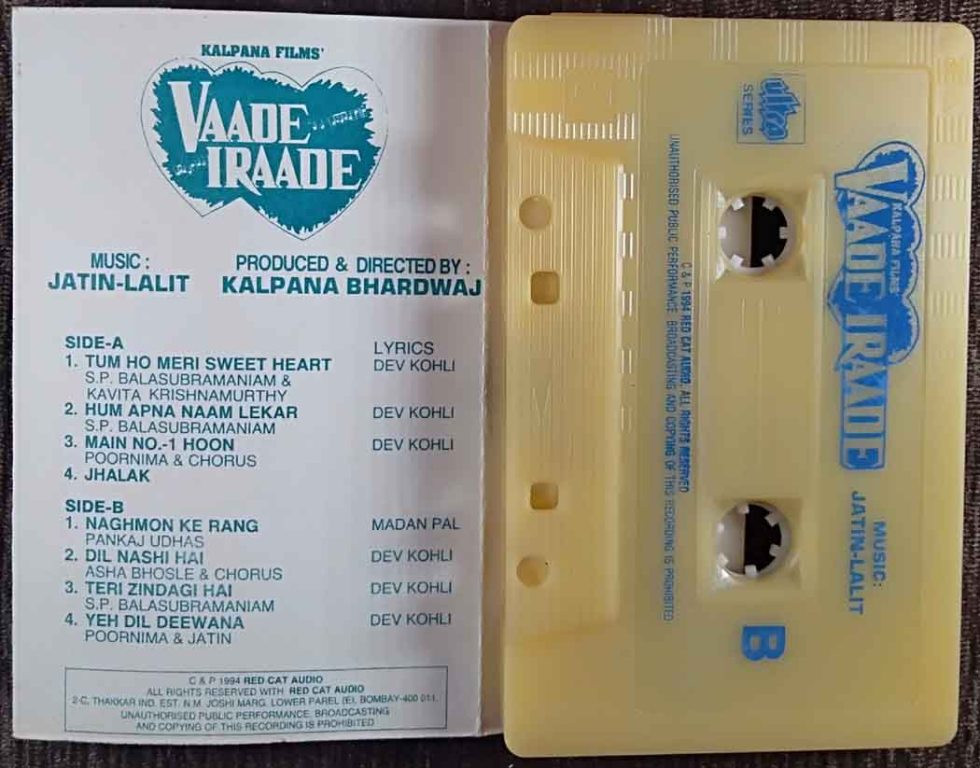 KALPANA FILMS'
VAADE
IRAADE
MUSIC :
JATIN-LALIT
PRODUCED & DIRECTED BY :
KALPANA BHARDWAJ
SIDE-A
LYRICS
1. TUM HO MERI SWEET HEART DEV KOHLI
S.P. BALASUBRAMANIAM &
KAVITA KRISHNAMURTHY
2. HUM APNA NAAM LEKAR DEV KOHLI
S.P. BALASUBRAMANIAM
3. MAIN NO.-1 HOON DEV KOHLI
POORNIMA & CHORUS
4. JHALAK
SIDE-B
1. NAGHMON KE RANG MADAN PAL
PANKAJ UDHAS
2. DIL NASHI HAI DEV KOHLI
ASHA BHOSLE & CHORUS
3. TERI ZINDAGI HAI DEV KOHLI
S.P. BALASUBRAMANIAM
4. YEH DIL DEEWANA DEV KOHLI
POORNIMA & JATIN
C & P 1994 RED CAT AUDIO
ALL RIGHTS RESERVED WITH RED CAT AUDIO
2-C, THAKKAR IND. EST. N.M. JOSHI MARG, LOWER PAREL (E), BOMBAY-400 011.
UNAUTHORISED PUBLIC PERFORMANCE, BROADCASTING
AND COPYING OF THIS RECORDING IS PROHIBITED
ultra
SERIES
KALPANA FILMS'
VAADE IRAADE
MUSIC:
JATIN-LALIT
C & P 1994 RED CAT AUDIO. ALL RIGHTS RESERVED
UNAUTHORISED PUBLIC PERFORMANCE BROADCASTING AND COPYING OF THIS RECORDING IS PROHIBITED
B